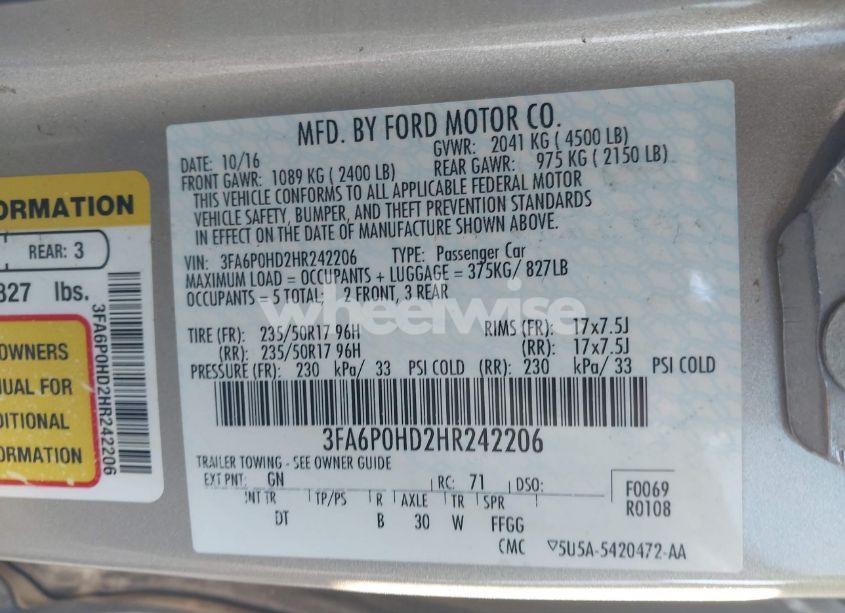 MFD. BY FORD MOTOR CO.
DATE: 10/16 GVWR: 2041 KG ( 4500 LB)
FRONT GAWR: 1089 KG ( 2400 LB) REAR GAWR: 975 KG ( 2150 LB)
THIS VEHICLE CONFORMS TO ALL APPLICABLE FEDERAL MOTOR
VEHICLE SAFETY, BUMPER, AND THEFT PREVENTION STANDARDS
IN EFFECT ON THE DATE OF MANUFACTURE SHOWN ABOVE.
VIN: 3FA6P0HD2HR242206 TYPE: Passenger Car
MAXIMUM LOAD = OCCUPANTS + LUGGAGE = 375KG/ 827LB
OCCUPANTS = 5 TOTAL: 2 FRONT, 3 REAR
wheelwise
TIRE (FR): 235/50R17 96H RIMS (FR): 17x7.5J
(RR): 235/50R17 96H (RR): 17x7.5J
PRESSURE (FR): 230 kPa/ 33 PSI COLD (RR): 230 kPa/ 33 PSI COLD
3FA6P0HD2HR242206
TRAILER TOWING - SEE OWNER GUIDE
EXT PNT: GN RC: 71 DSO:
INT TR TP/PS R AXLE TR SPR
DT B 30 W FFGG
F0069
R0108
CMC ▽5U5A-5420472-AA
FORMATION
REAR: 3
827 lbs.
OWNERS
NUAL FOR
DITIONAL
FORMATION
3FA6P0HD2HR242206